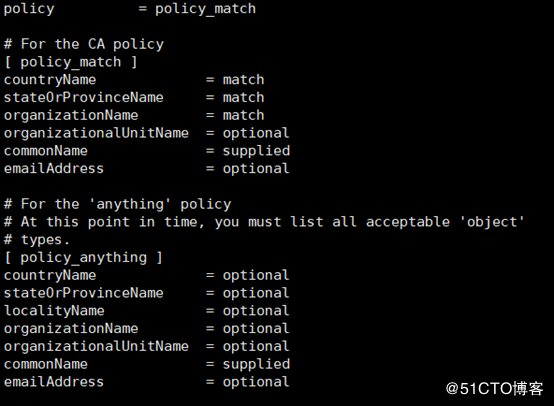 policy          = policy_match

# For the CA policy
[ policy_match ]
countryName             = match
stateOrProvinceName     = match
organizationName        = match
organizationalUnitName  = optional
commonName              = supplied
emailAddress            = optional

# For the 'anything' policy
# At this point in time, you must list all acceptable 'object'
# types.
[ policy_anything ]
countryName             = optional
stateOrProvinceName     = optional
localityName            = optional
organizationName        = optional
organizationalUnitName  = optional
commonName              = supplied
emailAddress            = optional
@51CTO博客